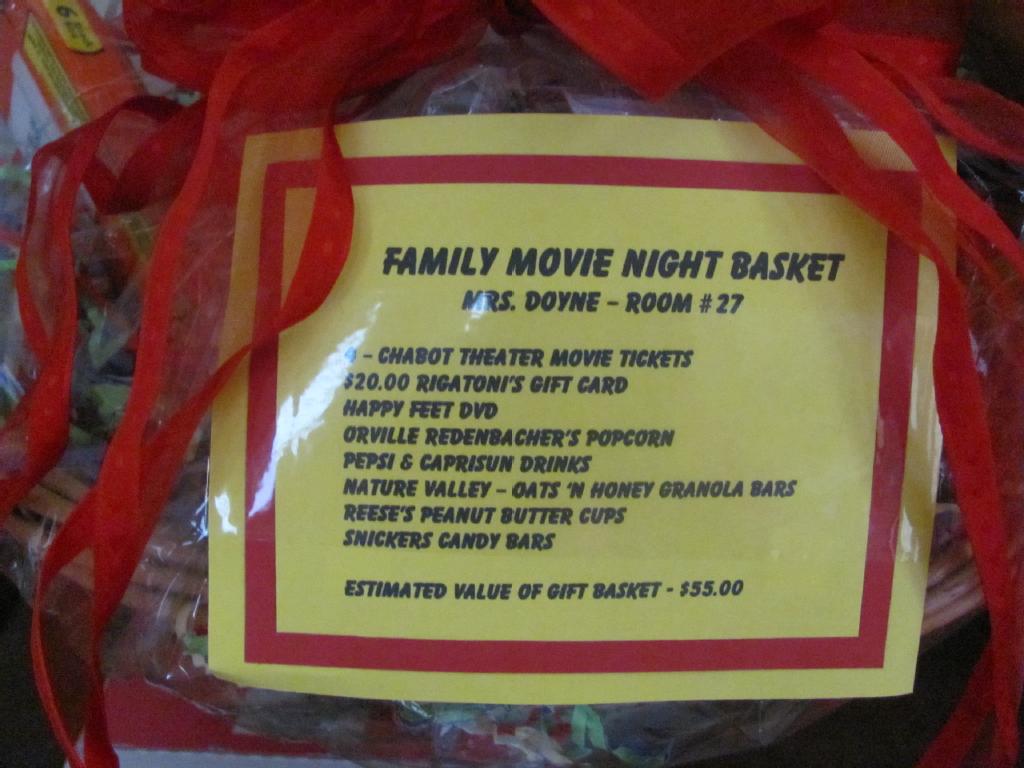 6
FAMILY MOVIE NIGHT BASKET
MRS. DOYNE - ROOM #27
4 - CHABOT THEATER MOVIE TICKETS
$20.00 RIGATONI'S GIFT CARD
HAPPY FEET DVD
ORVILLE REDENBACHER'S POPCORN
PEPSI & CAPRISUN DRINKS
NATURE VALLEY - OATS 'N HONEY GRANOLA BARS
REESE'S PEANUT BUTTER CUPS
SNICKERS CANDY BARS
ESTIMATED VALUE OF GIFT BASKET - $55.00